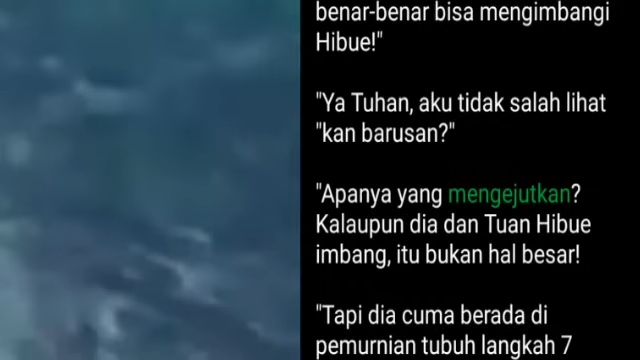 benar-benar bisa mengimbangi
Hibue!"
"Ya Tuhan, aku tidak salah lihat
"kan barusan?"
"Apanya yang mengejutkan?
Kalaupun dia dan Tuan Hibue
imbang, itu bukan hal besar!
"Tapi dia cuma berada di
pemurnian tubuh langkah 7